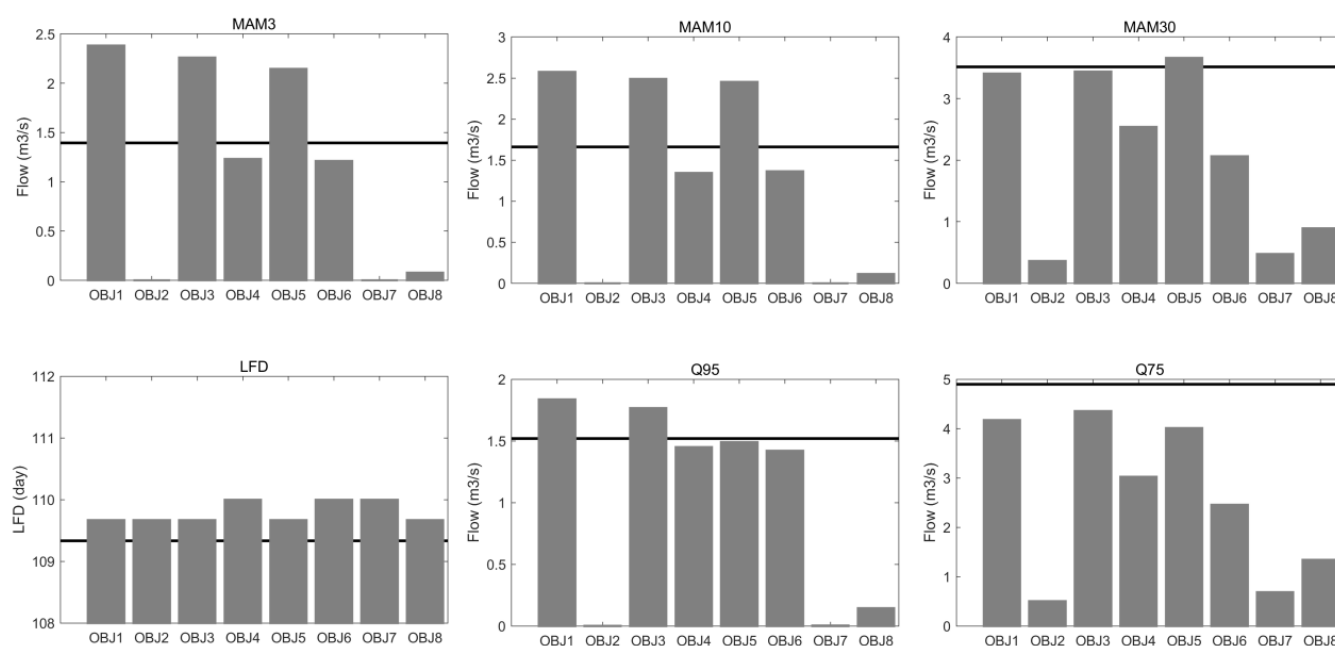 MAM3
2.5
2
1.5
1
0.5
0
Flow (m3/s)
OBJ1 OBJ2 OBJ3 OBJ4 OBJ5 OBJ6 OBJ7 OBJ8
MAM10
3
2.5
2
1.5
1
0.5
0
Flow (m3/s)
OBJ1 OBJ2 OBJ3 OBJ4 OBJ5 OBJ6 OBJ7 OBJ8
MAM30
4
3
2
1
0
Flow (m3/s)
OBJ1 OBJ2 OBJ3 OBJ4 OBJ5 OBJ6 OBJ7 OBJ8
LFD
112
111
110
109
108
LFD (day)
OBJ1 OBJ2 OBJ3 OBJ4 OBJ5 OBJ6 OBJ7 OBJ8
Q95
2
1.5
1
0.5
0
Flow (m3/s)
OBJ1 OBJ2 OBJ3 OBJ4 OBJ5 OBJ6 OBJ7 OBJ8
Q75
5
4
3
2
1
0
Flow (m3/s)
OBJ1 OBJ2 OBJ3 OBJ4 OBJ5 OBJ6 OBJ7 OBJ8